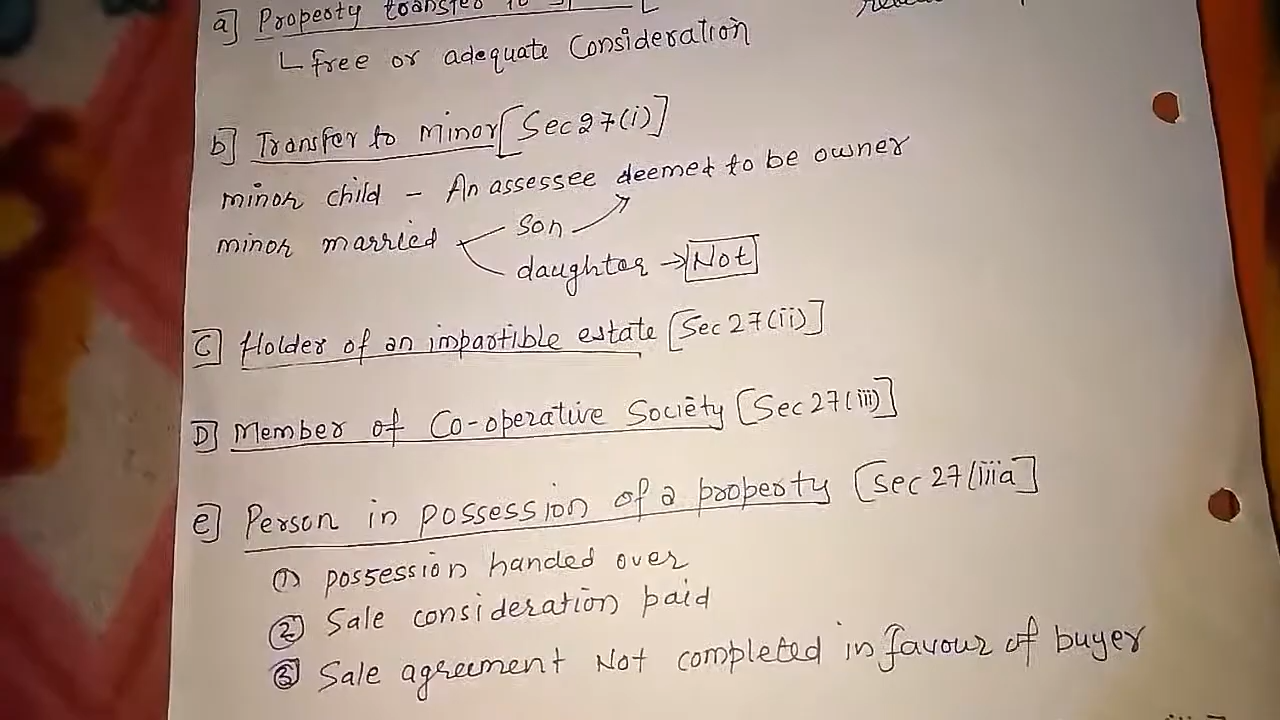 a] Property transfer to
└ free or adequate Consideration
b] Transfer to minor [Sec 27(i)]
minor child - An assessee deemet to be owner
minor married son
daughter → Not
C] Holder of an impartible estate [Sec 27(ii)]
D] Member of Co-operative Society [Sec 27(iii)]
e] Person in possession of a property [Sec 27(iiia]
① possession handed over
② Sale consideration paid
③ Sale agreement Not completed in favour of buyer